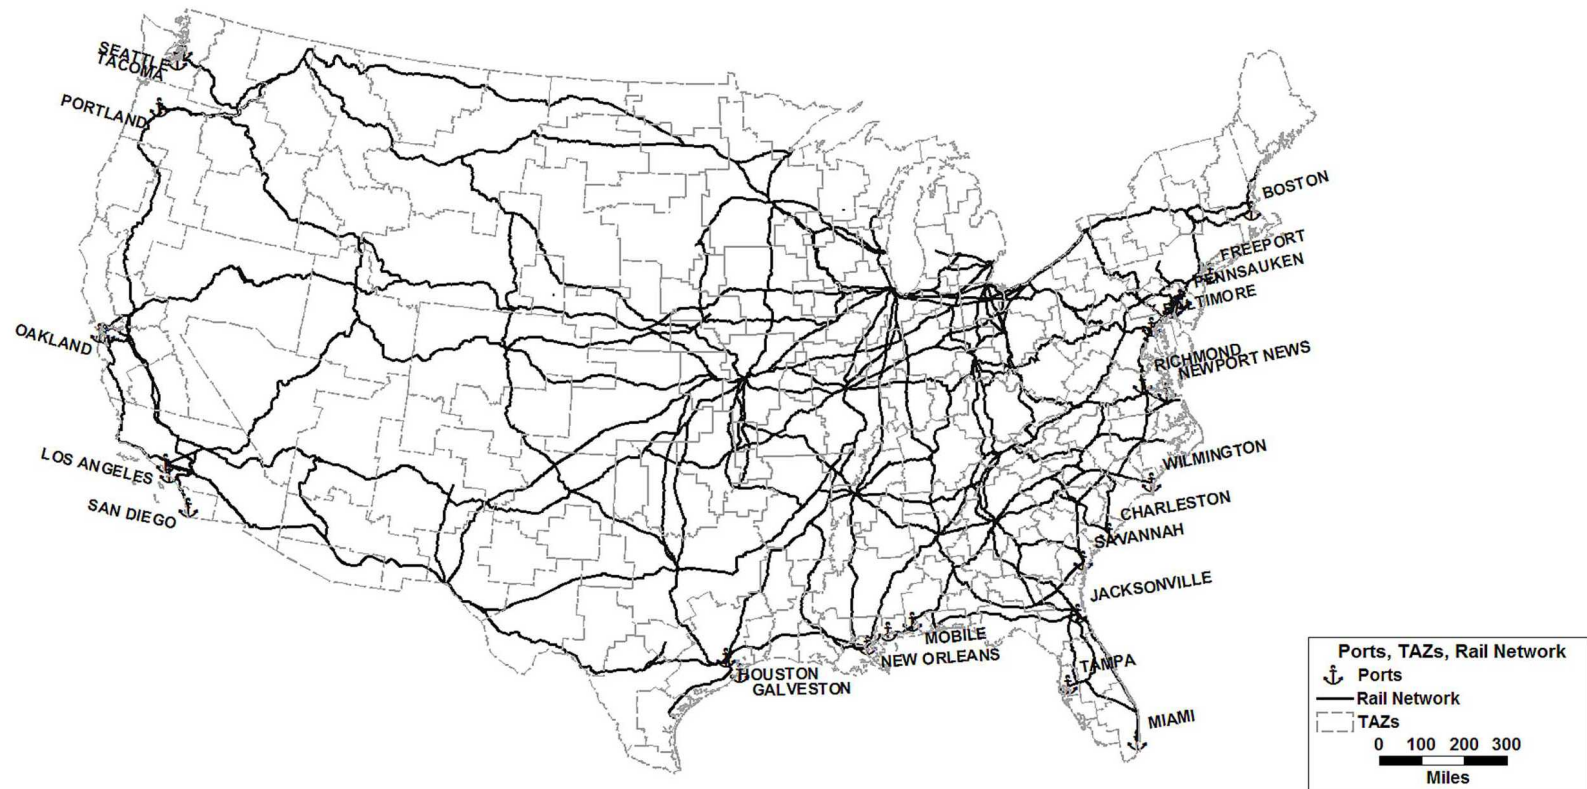 SEATTLE
TACOMA
PORTLAND
OAKLAND
LOS ANGELES
SAN DIEGO
BOSTON
FREEPORT
PENNSAUKEN
BALTIMORE
RICHMOND
NEWPORT NEWS
WILMINGTON
CHARLESTON
SAVANNAH
JACKSONVILLE
MOBILE
NEW ORLEANS
HOUSTON
GALVESTON
TAMPA
MIAMI
Ports, TAZs, Rail Network
Ports
Rail Network
TAZs
0 100 200 300
Miles